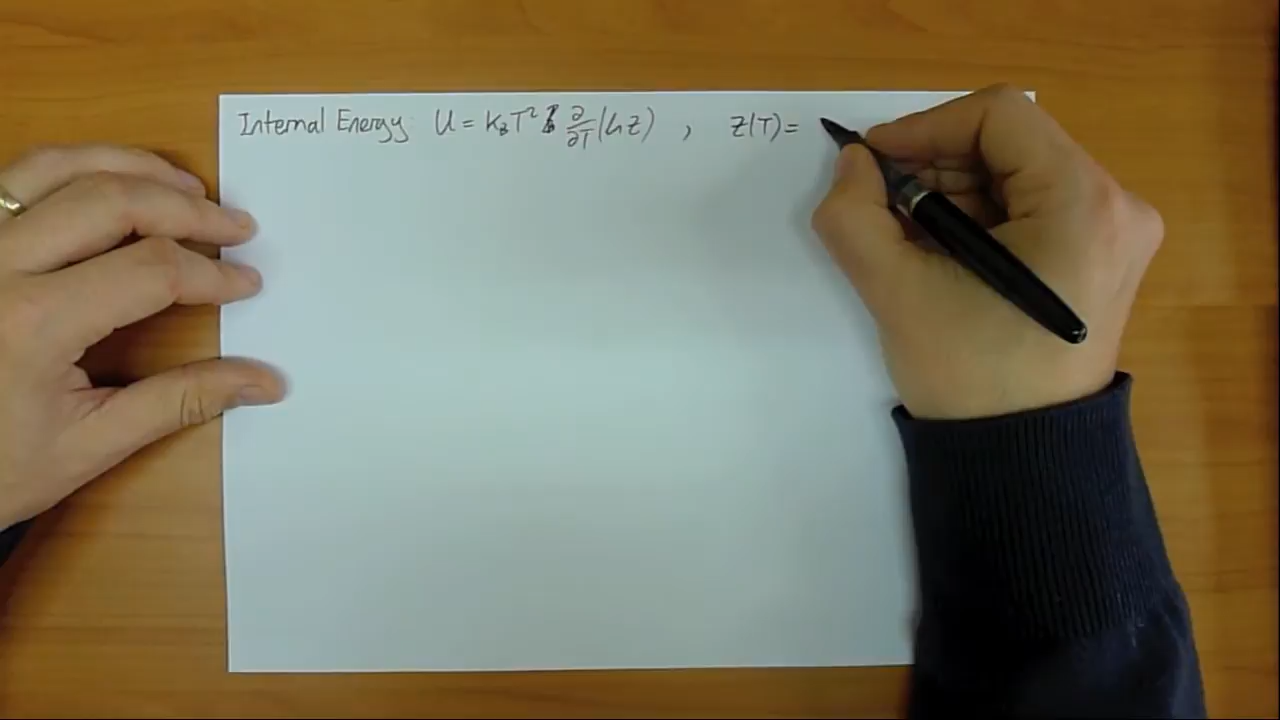 Internal Energy U = k_B T² ∂/∂T (ln Z) , Z(T) =